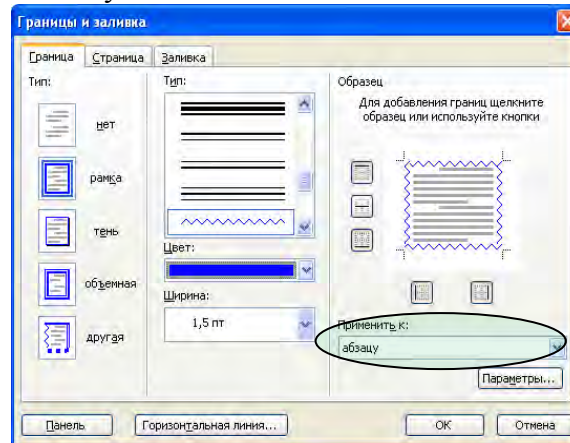 Границы и заливка
Граница
Страница
Заливка
Тип:
нет
рамка
тень
объемная
другая
Тип:
Цвет:
Ширина:
1,5 пт
Образец
Для добавления границ щелкните
образец или используйте кнопки
Применить к:
абзацу
Параметры...
Панель
Горизонтальная линия...
ОК
Отмена